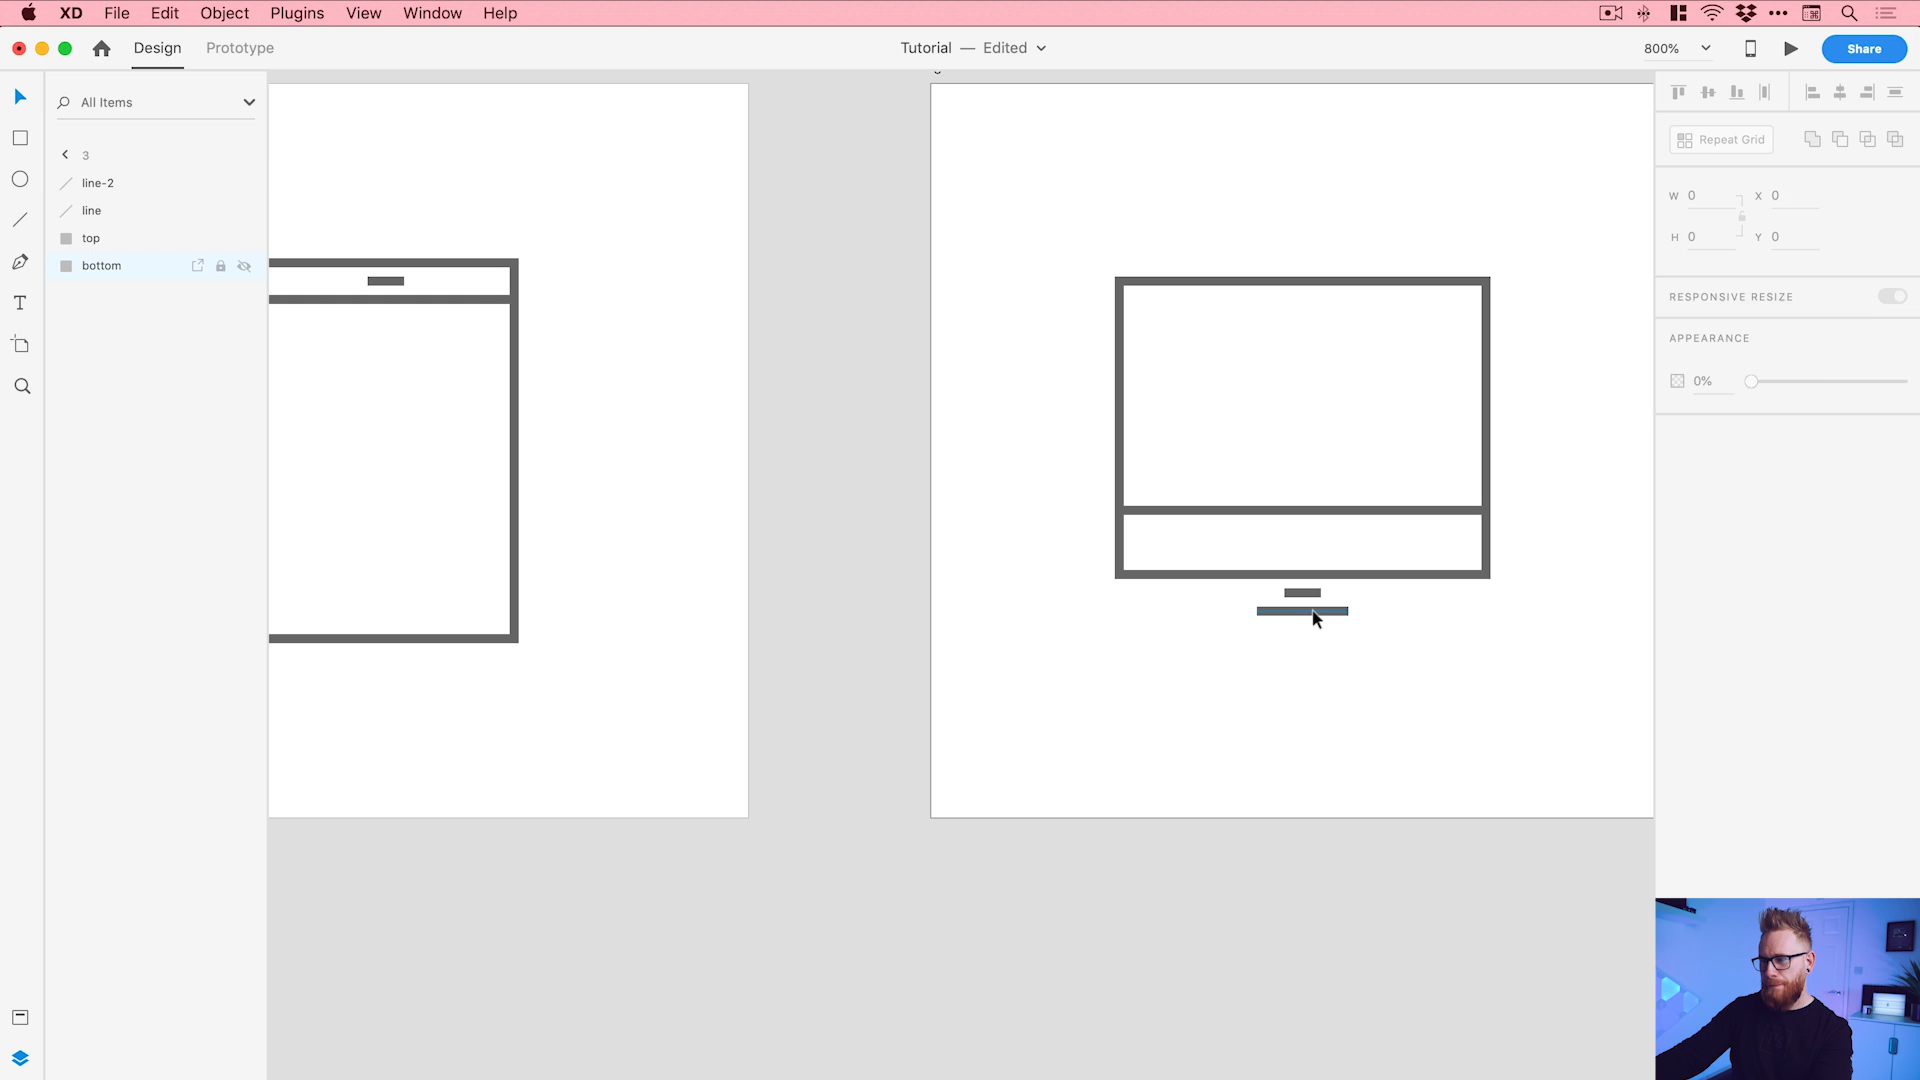 XD File Edit Object Plugins View Window Help
Design Prototype Tutorial — Edited 800% Share
All Items
3
line-2
line
top
bottom
Repeat Grid
W 0 X 0
H 0 Y 0
RESPONSIVE RESIZE
APPEARANCE
0%